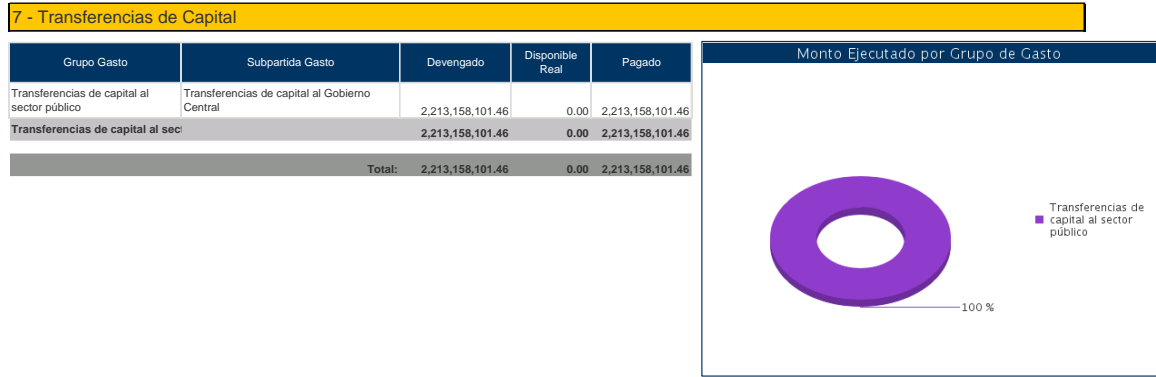 7 - Transferencias de Capital
Grupo Gasto Subpartida Gasto Devengado Disponible Real Pagado
Transferencias de capital al sector público Transferencias de capital al Gobierno Central 2,213,158,101.46 0.00 2,213,158,101.46
Transferencias de capital al sect 2,213,158,101.46 0.00 2,213,158,101.46
Total: 2,213,158,101.46 0.00 2,213,158,101.46
Monto Ejecutado por Grupo de Gasto
Transferencias de
capital al sector
público
100 %